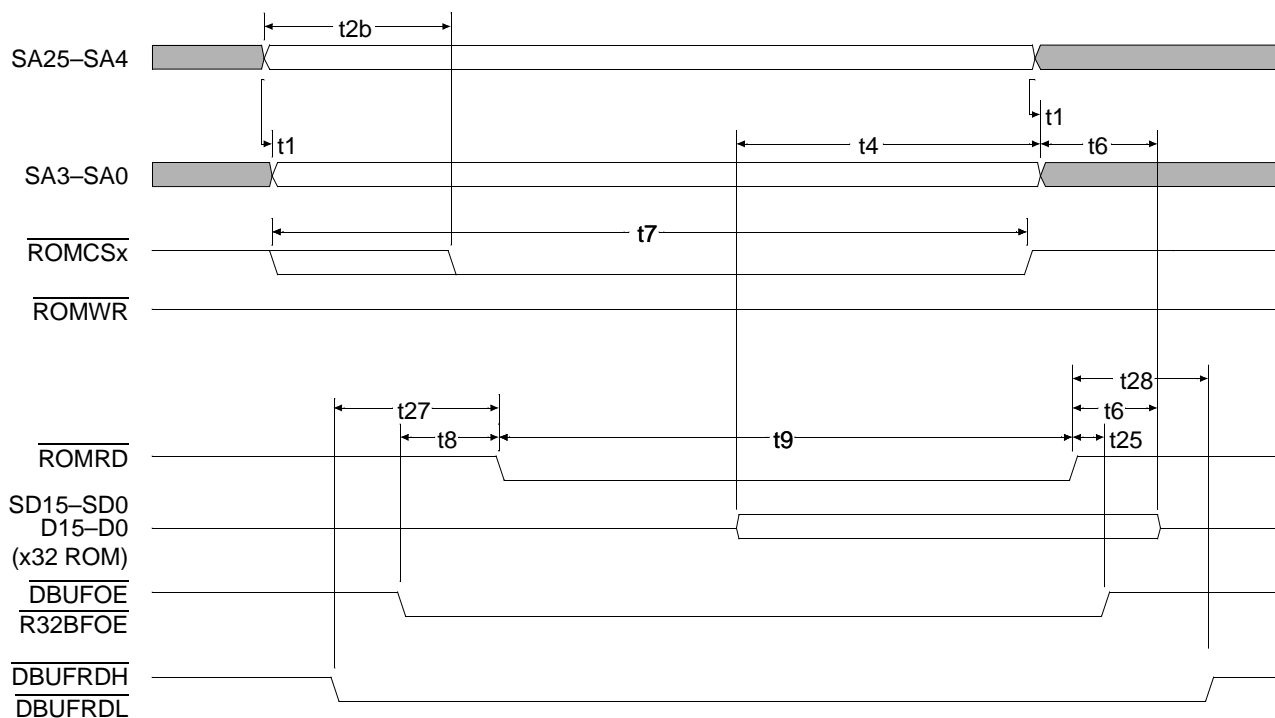 t2b
SA25–SA4
t1
t1
t4
t6
SA3–SA0
t7
ROMCSx
ROMWR
t28
t27
t6
t8
t9
t25
ROMRD
SD15–SD0
D15–D0
(x32 ROM)
DBUFOE
R32BFOE
DBUFRDH
DBUFRDL